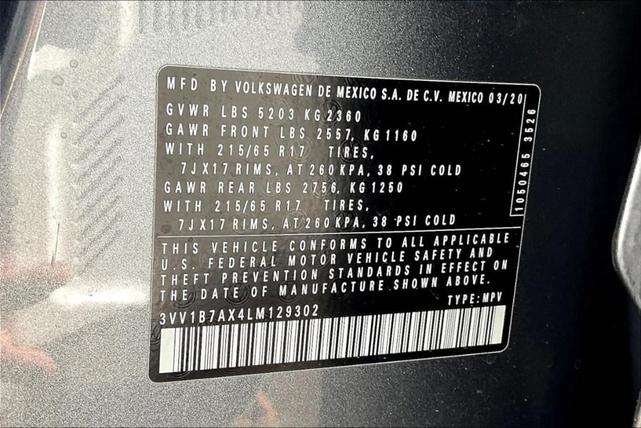 MFD BY VOLKSWAGEN DE MEXICO S.A. DE C.V. MEXICO 03/20
GVWR LBS 5203 KG 2360
GAWR FRONT LBS 2557, KG 1160
WITH 215/65 R17 TIRES,
7JX17 RIMS, AT 260 KPA, 38 PSI COLD
GAWR REAR LBS 2756, KG 1250
WITH 215/65 R17 TIRES,
7JX17 RIMS, AT 260 KPA, 38 PSI COLD
1050465 3526
THIS VEHICLE CONFORMS TO ALL APPLICABLE
U.S. FEDERAL MOTOR VEHICLE SAFETY AND
THEFT PREVENTION STANDARDS IN EFFECT ON
THE DATE OF MANUFACTURE SHOWN ABOVE.
3VV1B7AX4LM129302 TYPE: MPV